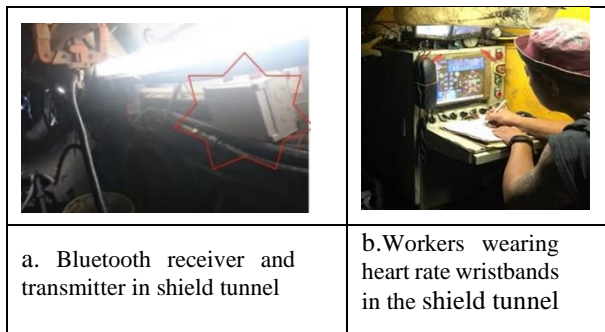 a. Bluetooth receiver and
transmitter in shield tunnel
b.Workers wearing
heart rate wristbands
in the shield tunnel